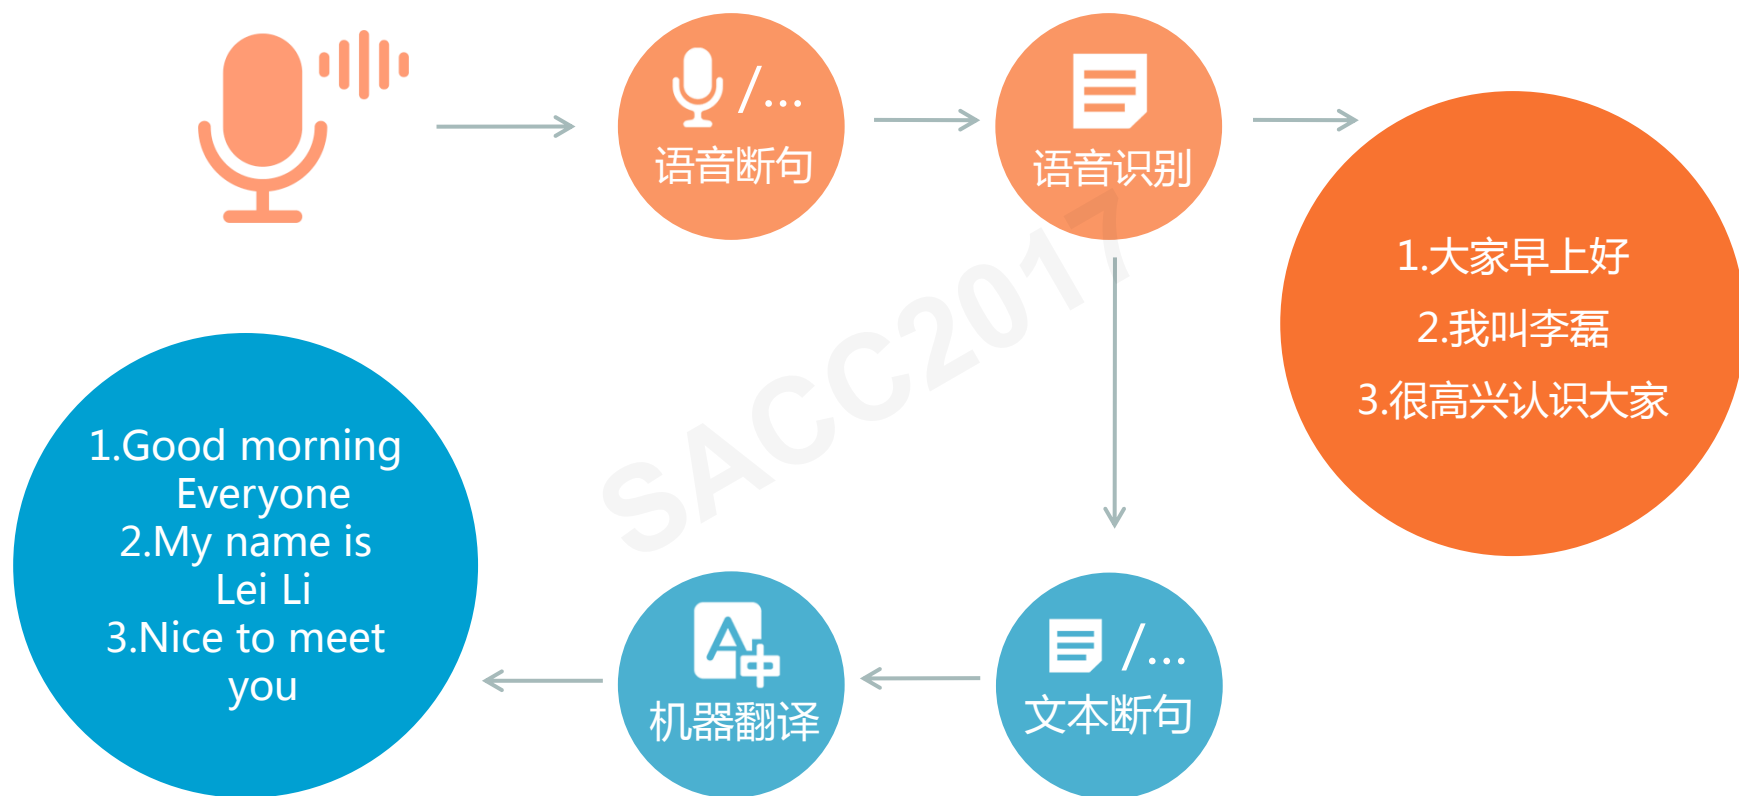 /...
语音断句
语音识别
1.大家早上好
2.我叫李磊
3.很高兴认识大家
SACC2017
1.Good morning
Everyone
2.My name is
Lei Li
3.Nice to meet
you
A中
机器翻译
/...
文本断句